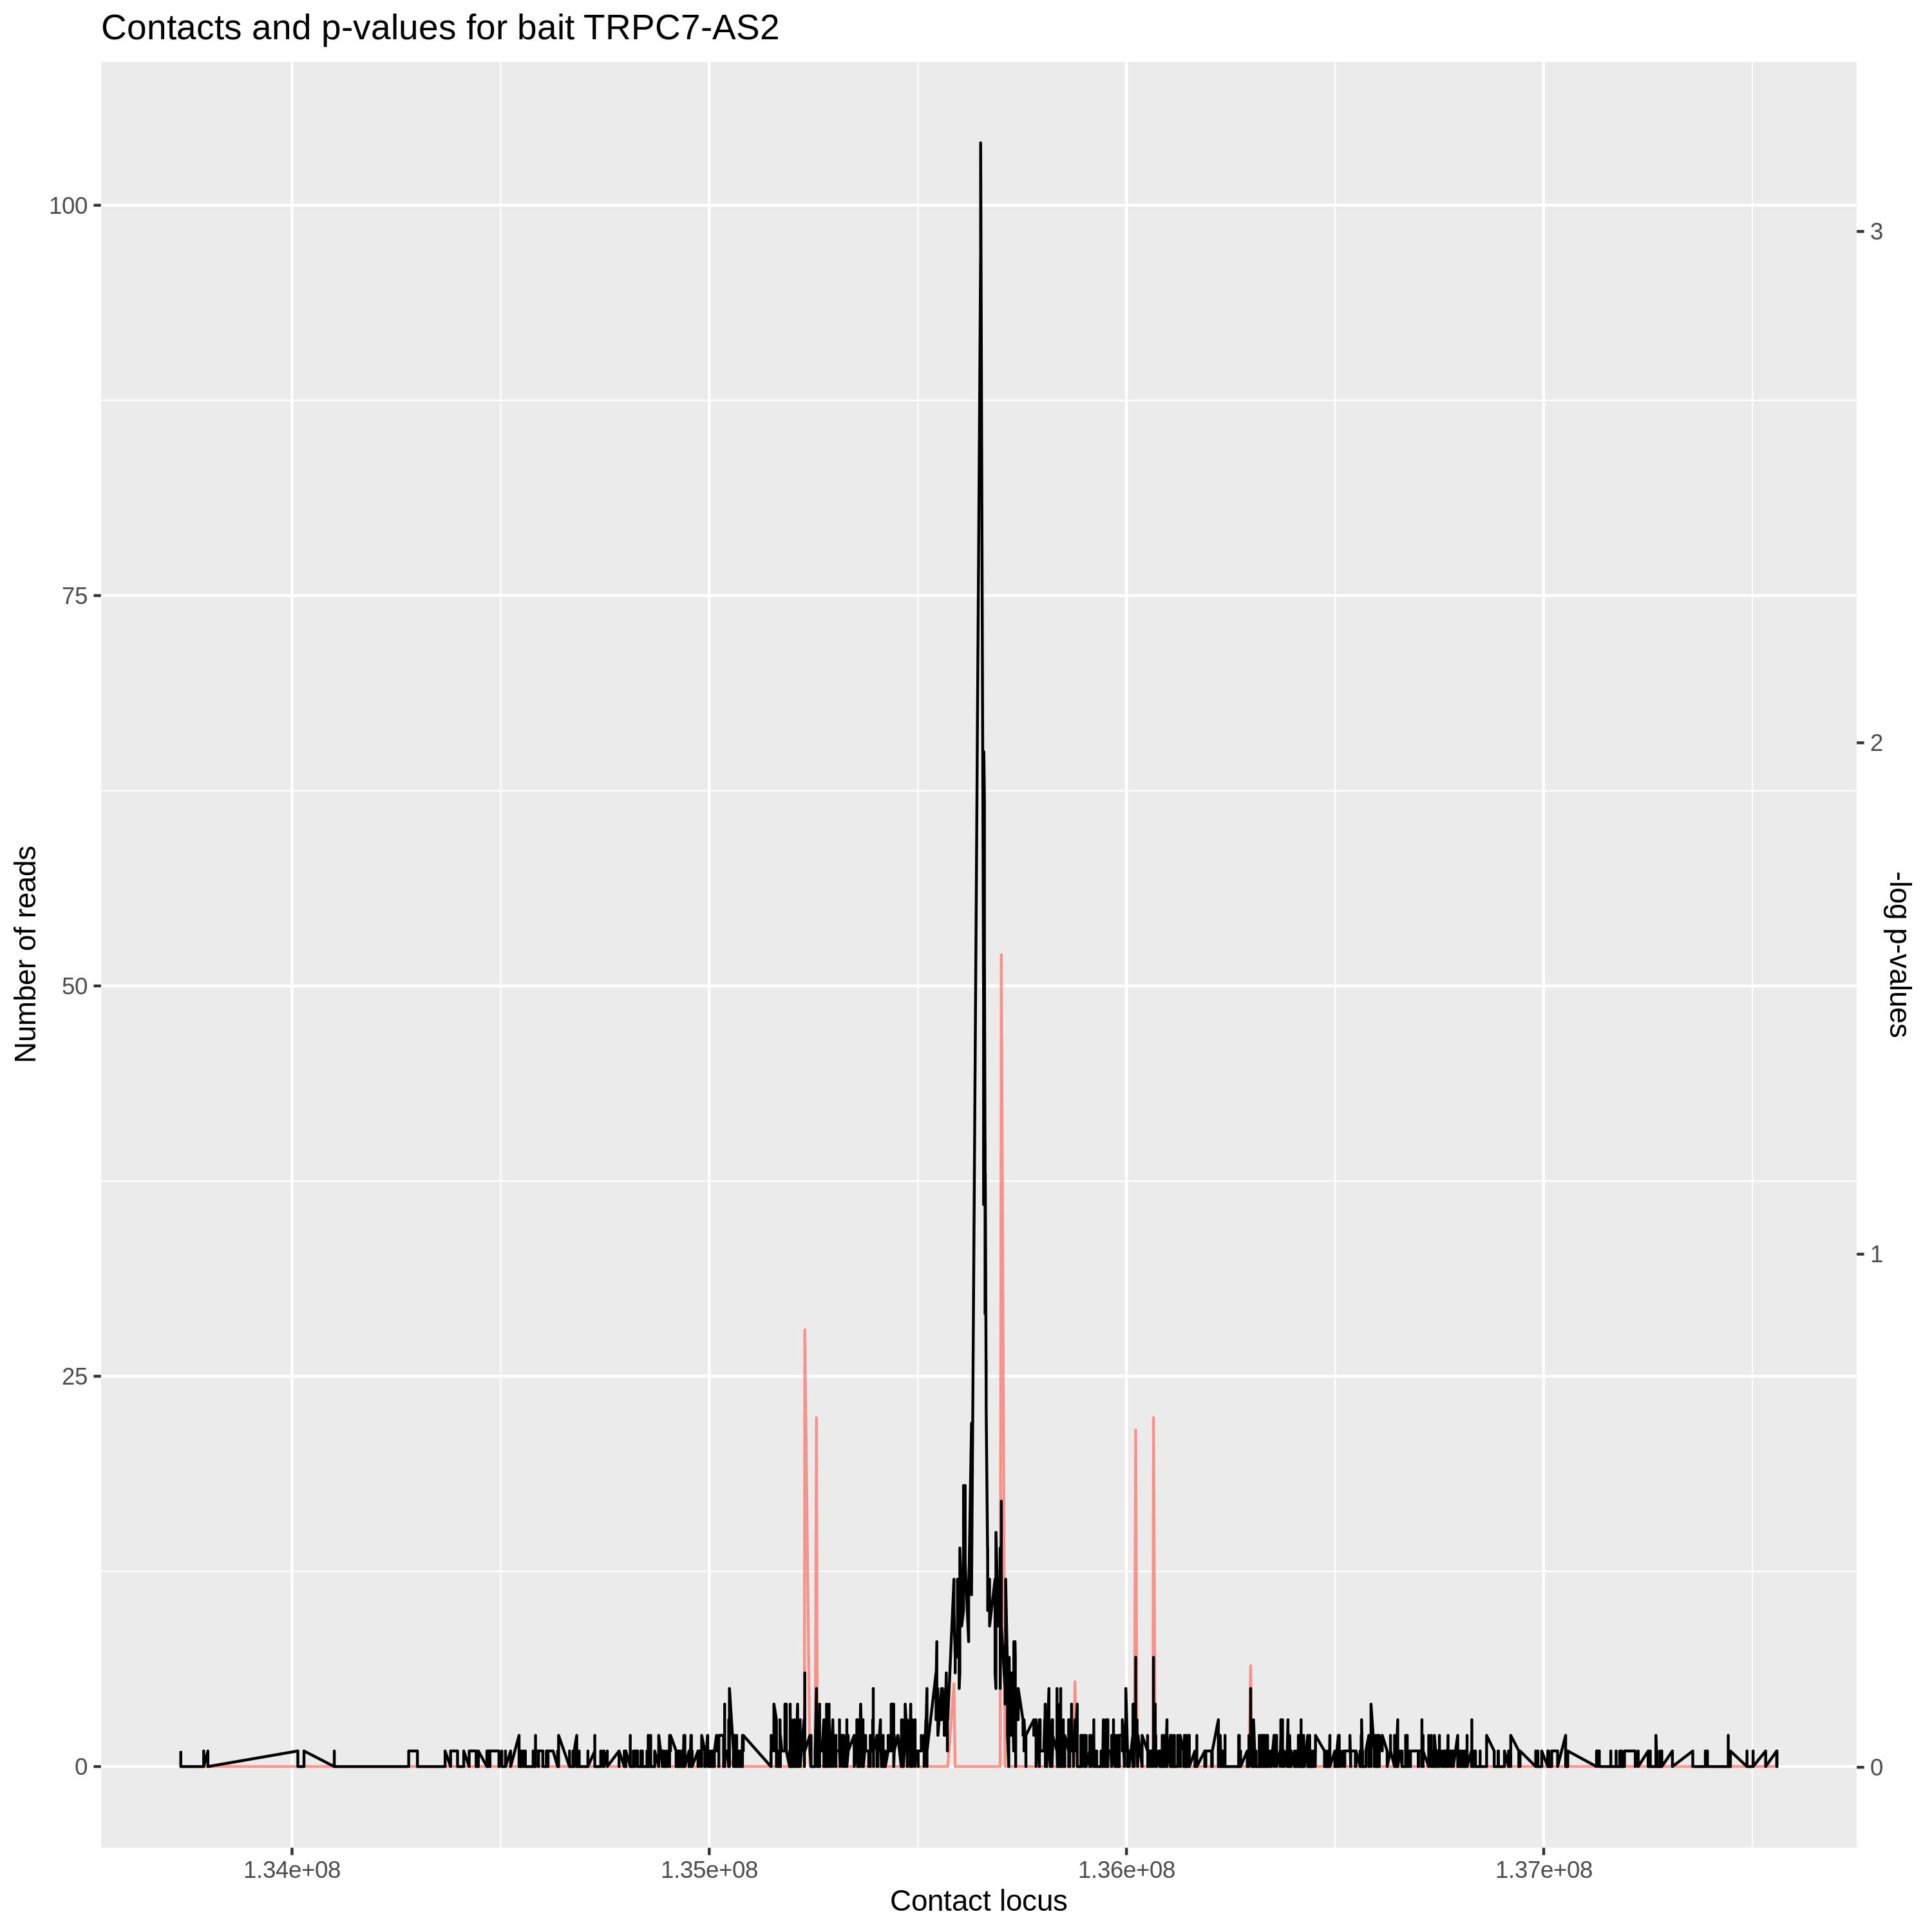 Contacts and p-values for bait TRPC7-AS2
100
75
50
25
0
Number of reads
3
2
1
0
-log p-values
1.34e+08 1.35e+08 1.36e+08 1.37e+08
Contact locus